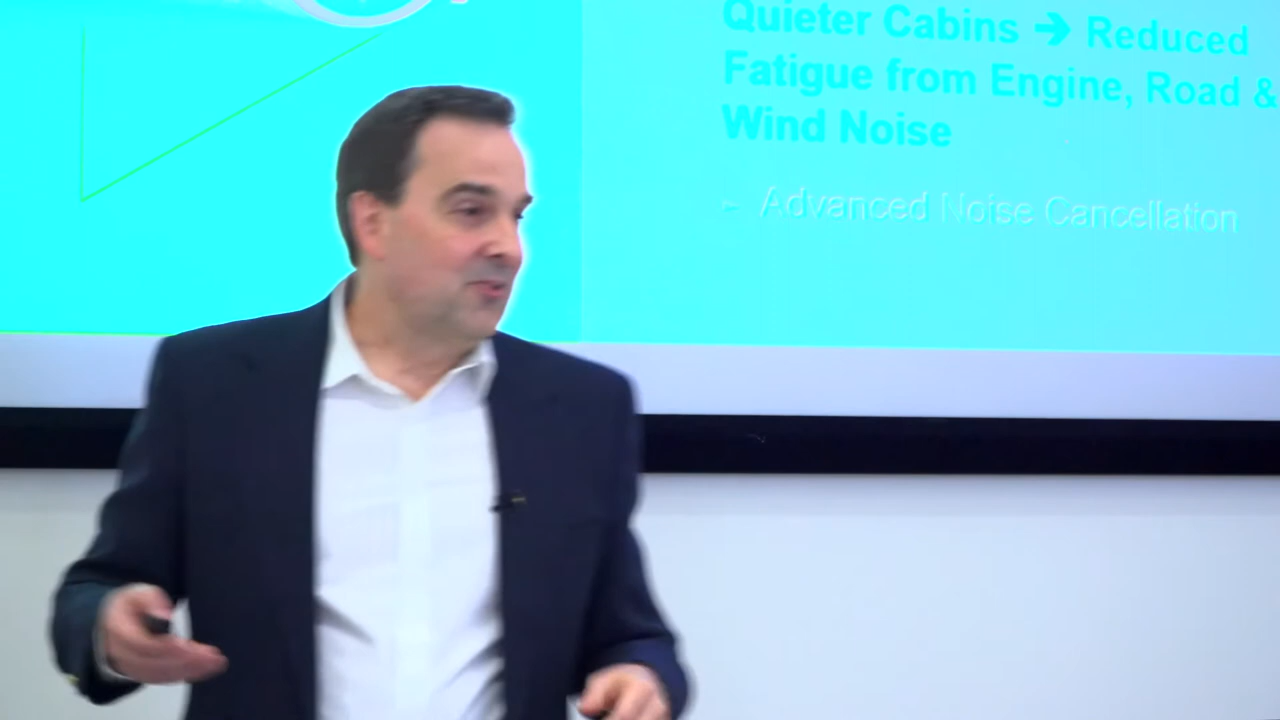 Quieter Cabins ➔ Reduced
Fatigue from Engine, Road &
Wind Noise
– Advanced Noise Cancellation